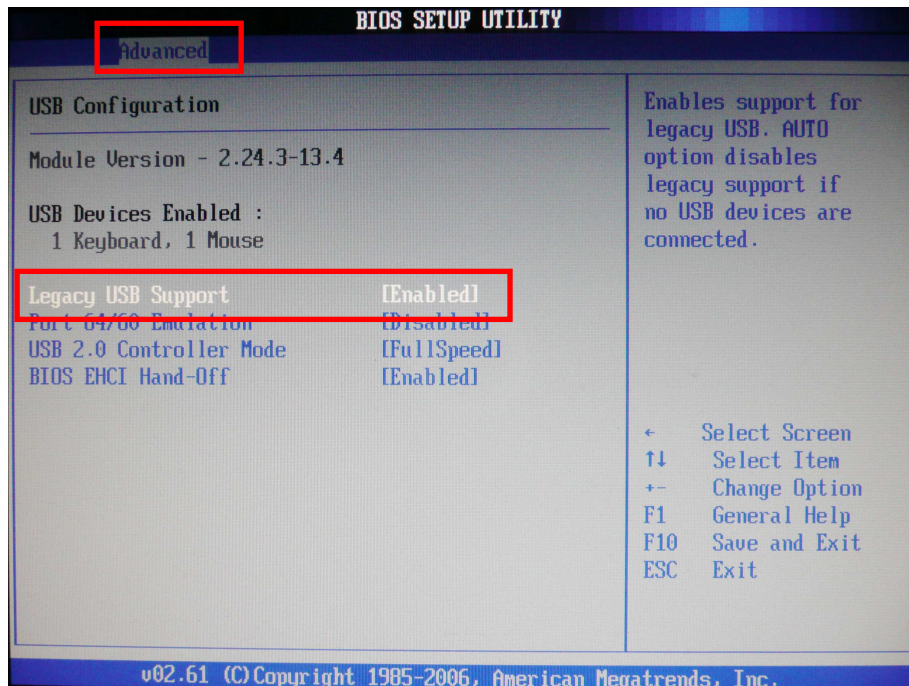 BIOS SETUP UTILITY
Advanced
USB Configuration
Module Version - 2.24.3-13.4
USB Devices Enabled :
1 Keyboard, 1 Mouse
Legacy USB Support [Enabled]
Port 64/60 Emulation [Disabled]
USB 2.0 Controller Mode [FullSpeed]
BIOS EHCI Hand-Off [Enabled]
Enables support for
legacy USB. AUTO
option disables
legacy support if
no USB devices are
connected.
← Select Screen
↑↓ Select Item
+- Change Option
F1 General Help
F10 Save and Exit
ESC Exit
v02.61 (C)Copyright 1985-2006, American Megatrends, Inc.